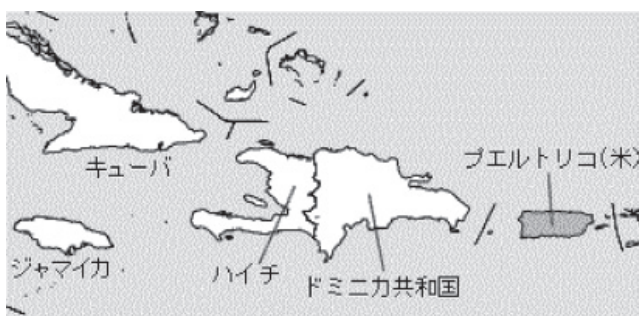 キューバ
プエルトリコ(米)
ジャマイカ
ハイチ
ドミニカ共和国